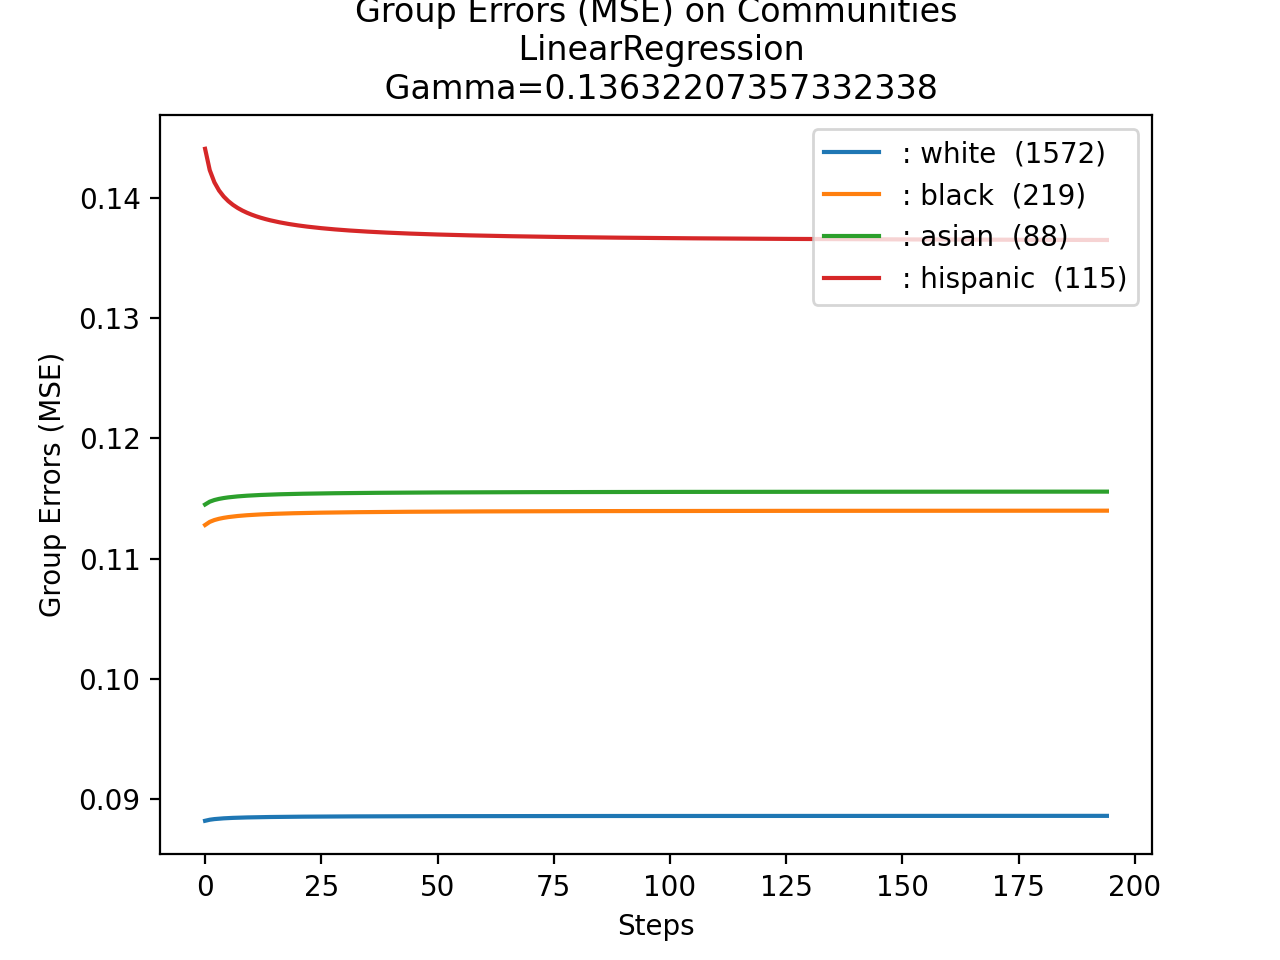 Group Errors (MSE) on Communities
LinearRegression
Gamma=0.13632207357332338
: white (1572)
: black (219)
: asian (88)
: hispanic (115)
0.14
0.13
0.12
0.11
0.10
0.09
Group Errors (MSE)
0 25 50 75 100 125 150 175 200
Steps